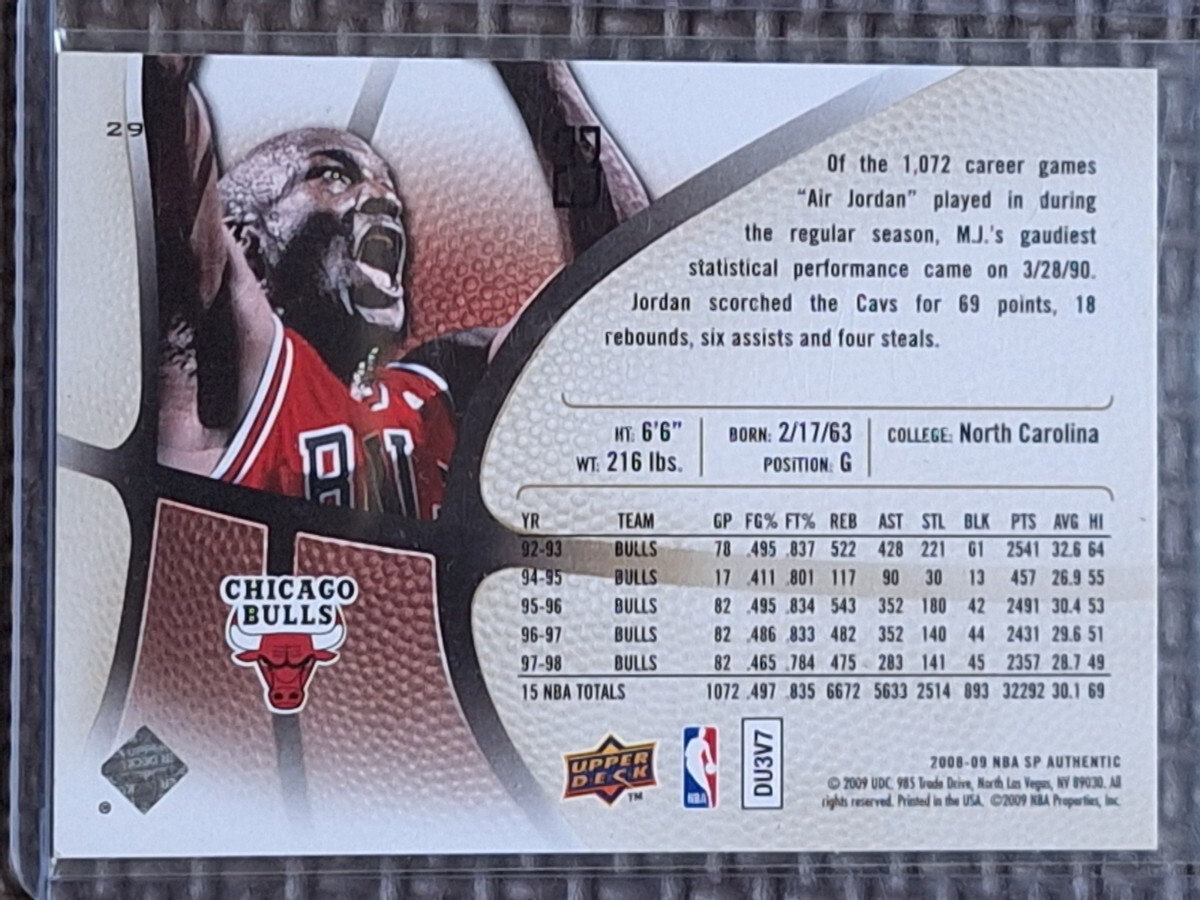 29
Of the 1,072 career games
"Air Jordan" played in during
the regular season, M.J.'s gaudiest
statistical performance came on 3/28/90.
Jordan scorched the Cavs for 69 points, 18
rebounds, six assists and four steals.
HT: 6'6" BORN: 2/17/63 COLLEGE: North Carolina
WT: 216 lbs. POSITION: G
YR TEAM GP FG% FT% REB AST STL BLK PTS AVG HI
92-93 BULLS 78 .495 .837 522 428 221 61 2541 32.6 64
94-95 BULLS 17 .411 .801 117 90 30 13 457 26.9 55
95-96 BULLS 82 .495 .834 543 352 180 42 2491 30.4 53
96-97 BULLS 82 .486 .833 482 352 140 44 2431 29.6 51
97-98 BULLS 82 .465 .784 475 283 141 45 2357 28.7 49
15 NBA TOTALS 1072 .497 .835 6672 5633 2514 893 32292 30.1 69
BUL
CHICAGO
BULLS
UPPER
DECK
TM
NBA
DU3V7
2008-09 NBA SP AUTHENTIC
© 2009 UDC, 985 Trade Drive, North Las Vegas, NV 89030. All
rights reserved. Printed in the USA. ©2009 NBA Properties, Inc.
®